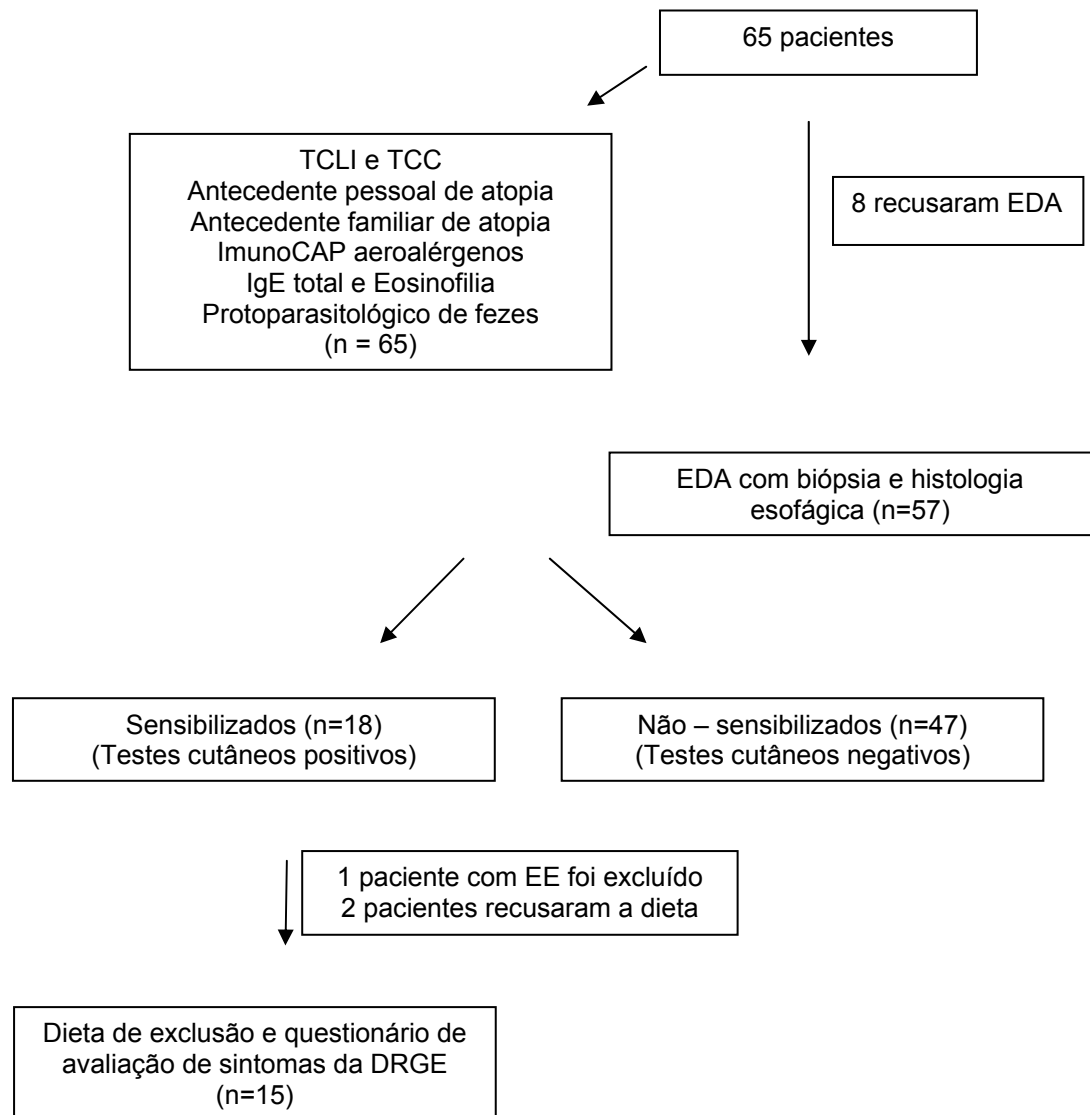 65 pacientes
TCLI e TCC
Antecedente pessoal de atopia
Antecedente familiar de atopia
ImunoCAP aeroalérgenos
IgE total e Eosinofilia
Protoparasitológico de fezes
(n = 65)
8 recusaram EDA
EDA com biópsia e histologia
esofágica (n=57)
Sensibilizados (n=18)
(Testes cutâneos positivos)
Não – sensibilizados (n=47)
(Testes cutâneos negativos)
1 paciente com EE foi excluído
2 pacientes recusaram a dieta
Dieta de exclusão e questionário de
avaliação de sintomas da DRGE
(n=15)